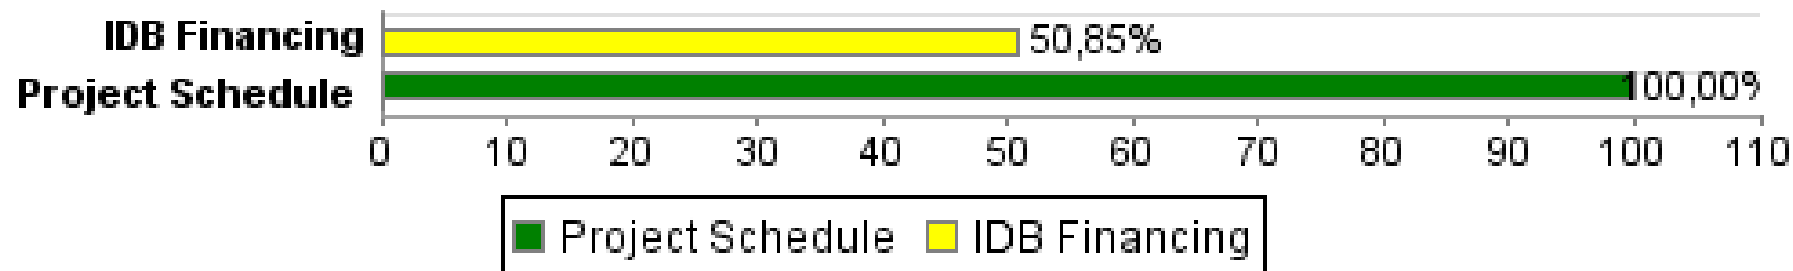 IDB Financing 50,85%
Project Schedule 100,00%
0 10 20 30 40 50 60 70 80 90 100 110
Project Schedule IDB Financing